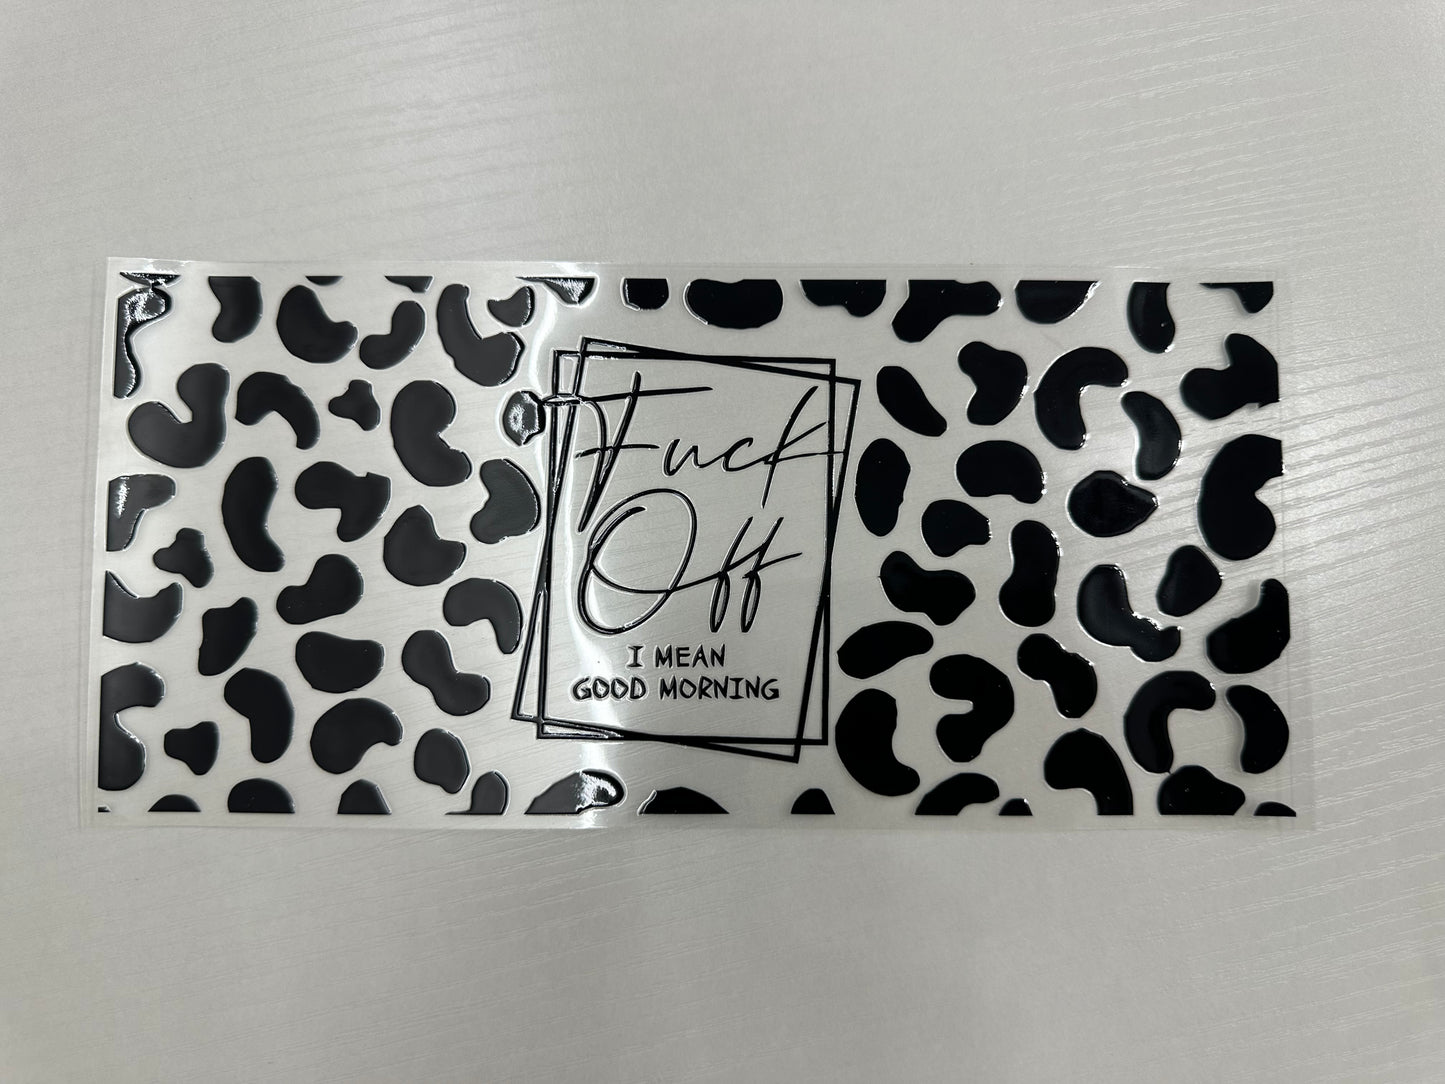 Fuck
Off
I MEAN
GOOD MORNING